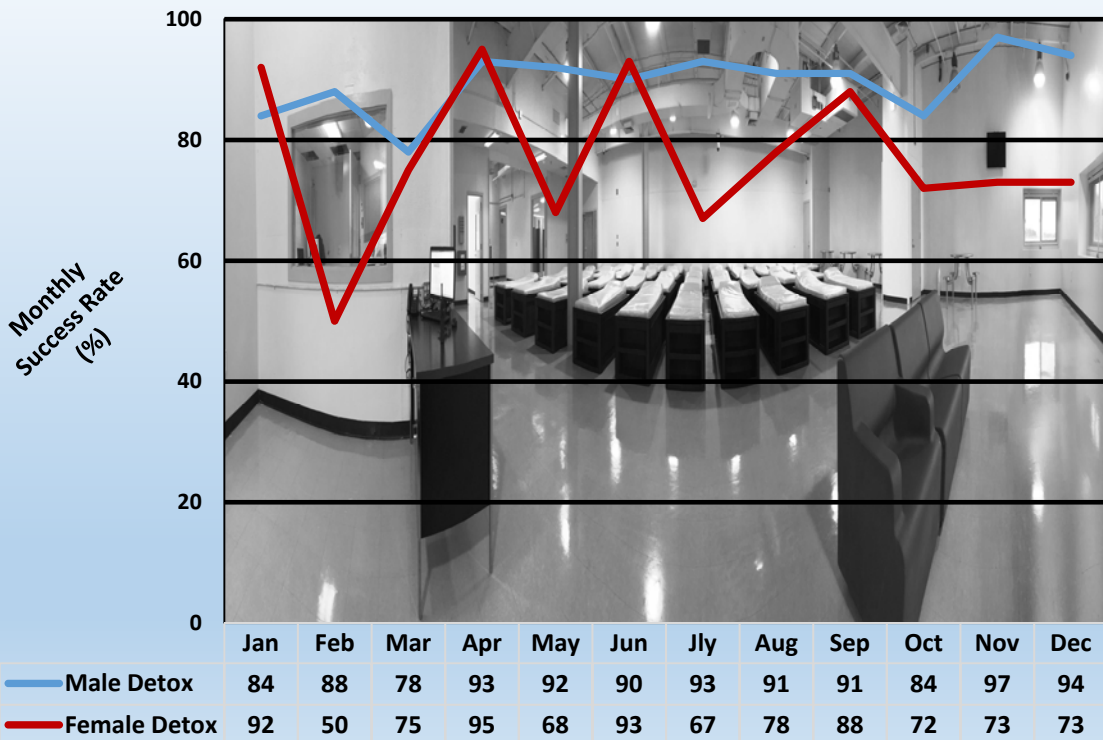 100
80
60
40
20
0
Monthly
Success Rate
(%)
Jan Feb Mar Apr May Jun Jly Aug Sep Oct Nov Dec
Male Detox 84 88 78 93 92 90 93 91 91 84 97 94
Female Detox 92 50 75 95 68 93 67 78 88 72 73 73